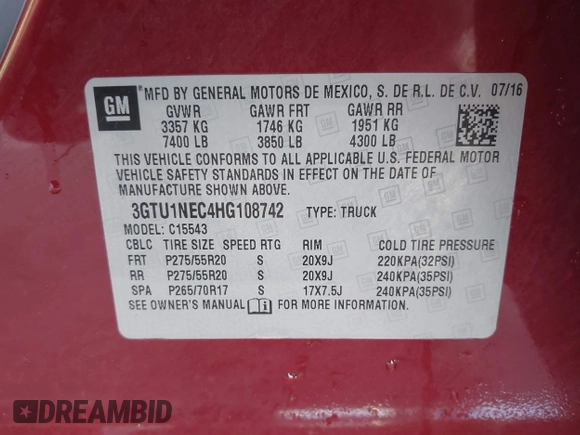 GM
MFD BY GENERAL MOTORS DE MEXICO, S. DE R.L. DE C.V. 07/16
GVWR GAWR FRT GAWR RR
3357 KG 1746 KG 1951 KG
7400 LB 3850 LB 4300 LB
THIS VEHICLE CONFORMS TO ALL APPLICABLE U.S. FEDERAL MOTOR
VEHICLE SAFETY STANDARDS IN EFFECT ON THE DATE OF
MANUFACTURE SHOWN ABOVE.
3GTU1NEC4HG108742 TYPE: TRUCK
MODEL: C15543
CBLC TIRE SIZE SPEED RTG RIM COLD TIRE PRESSURE
FRT P275/55R20 S 20X9J 220KPA(32PSI)
RR P275/55R20 S 20X9J 240KPA(35PSI)
SPA P265/70R17 S 17X7.5J 240KPA(35PSI)
SEE OWNER'S MANUAL FOR MORE INFORMATION.
DREAMBID